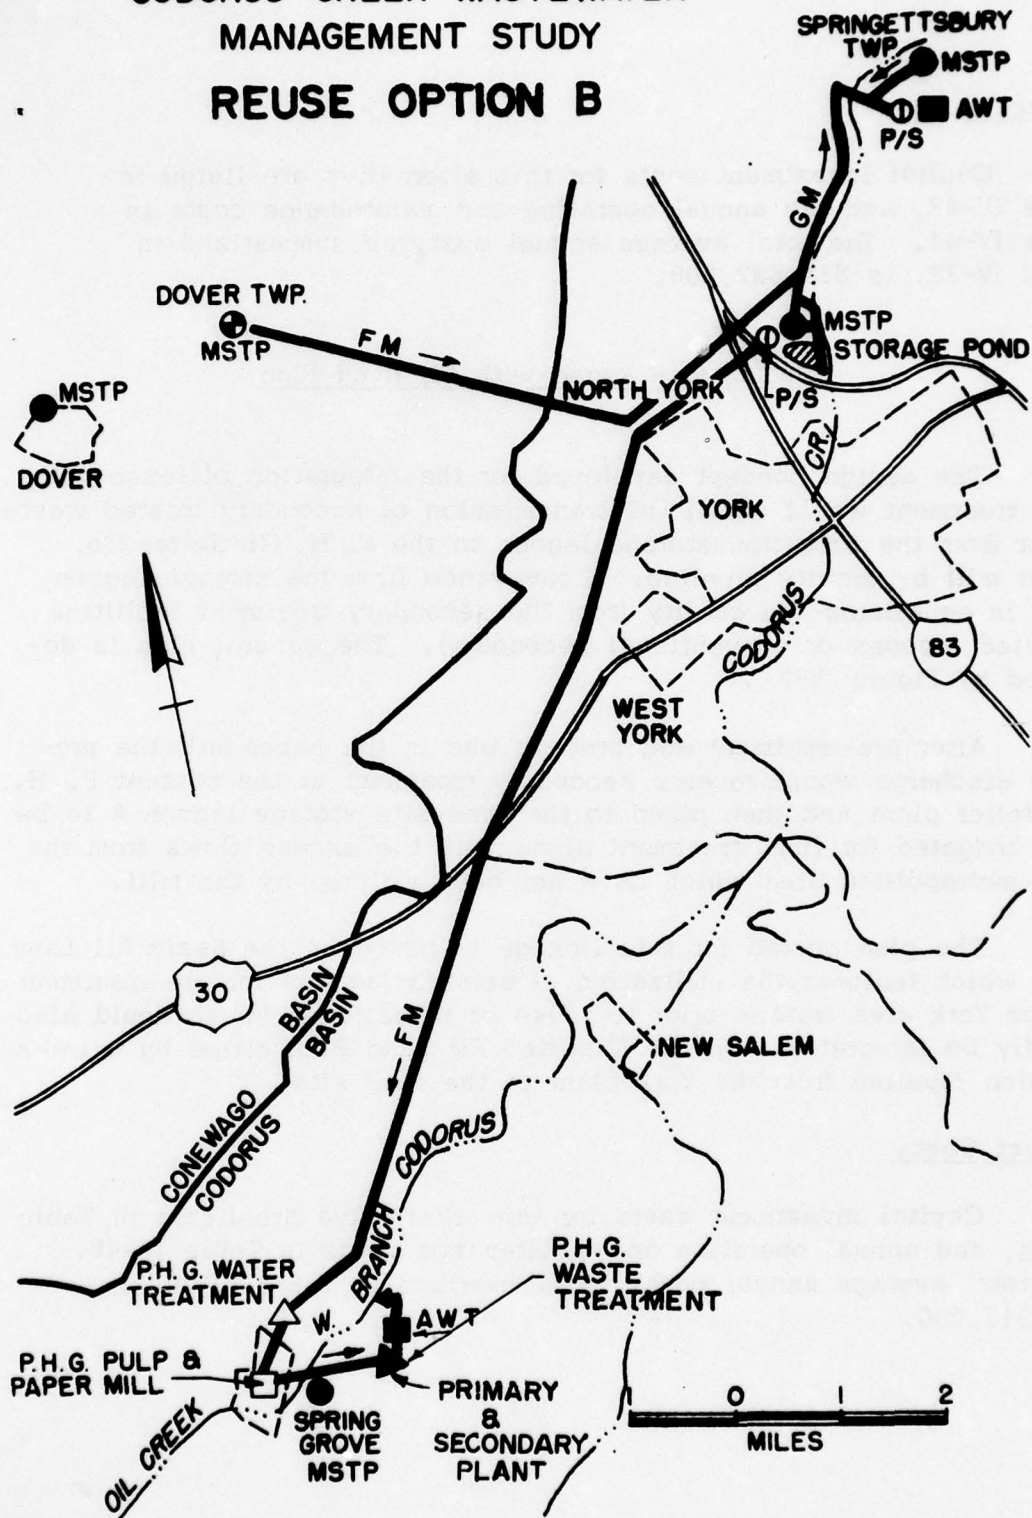 CODORUS CREEK WASTEWATER
MANAGEMENT STUDY
REUSE OPTION B
SPRINGETTSBURY
TWP.
MSTP
AWT
P/S
GM
DOVER TWP.
MSTP
FM
MSTP
STORAGE POND
P/S
NORTH YORK
MSTP
DOVER
CR.
YORK
CODORUS
83
WEST
YORK
30
BASIN
BASIN
FM
NEW SALEM
CONEWAGO
CODORUS
CODORUS
BRANCH
W.
P.H.G. WATER
TREATMENT
P.H.G.
WASTE
TREATMENT
AWT
P.H.G. PULP &
PAPER MILL
PRIMARY
&
SECONDARY
PLANT
SPRING
GROVE
MSTP
OIL CREEK
1 0 1 2
MILES